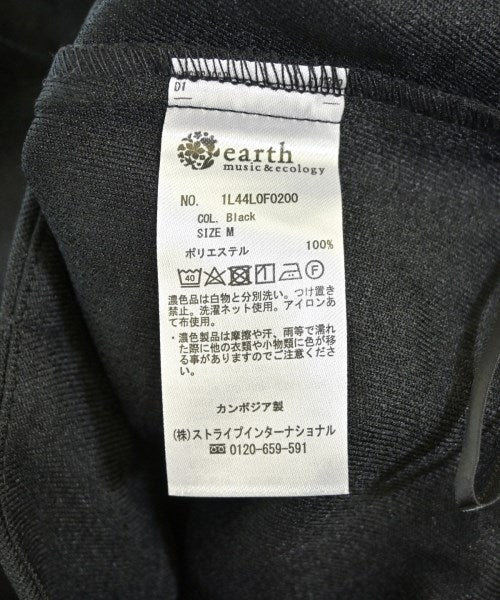 D1
earth
music&ecology
NO. 1L44L0F0200
COL. Black
SIZE M
ポリエステル 100%
40 F
濃色品は白物と分別洗い。つけ置き
禁止。洗濯ネット使用。アイロンあ
て布使用。
・濃色製品は摩擦や汗、雨等で濡れ
た際に他の衣類や小物類に色が移
る事がありますのでご注意くださ
い。
カンボジア製
(株)ストライプインターナショナル
0120-659-591